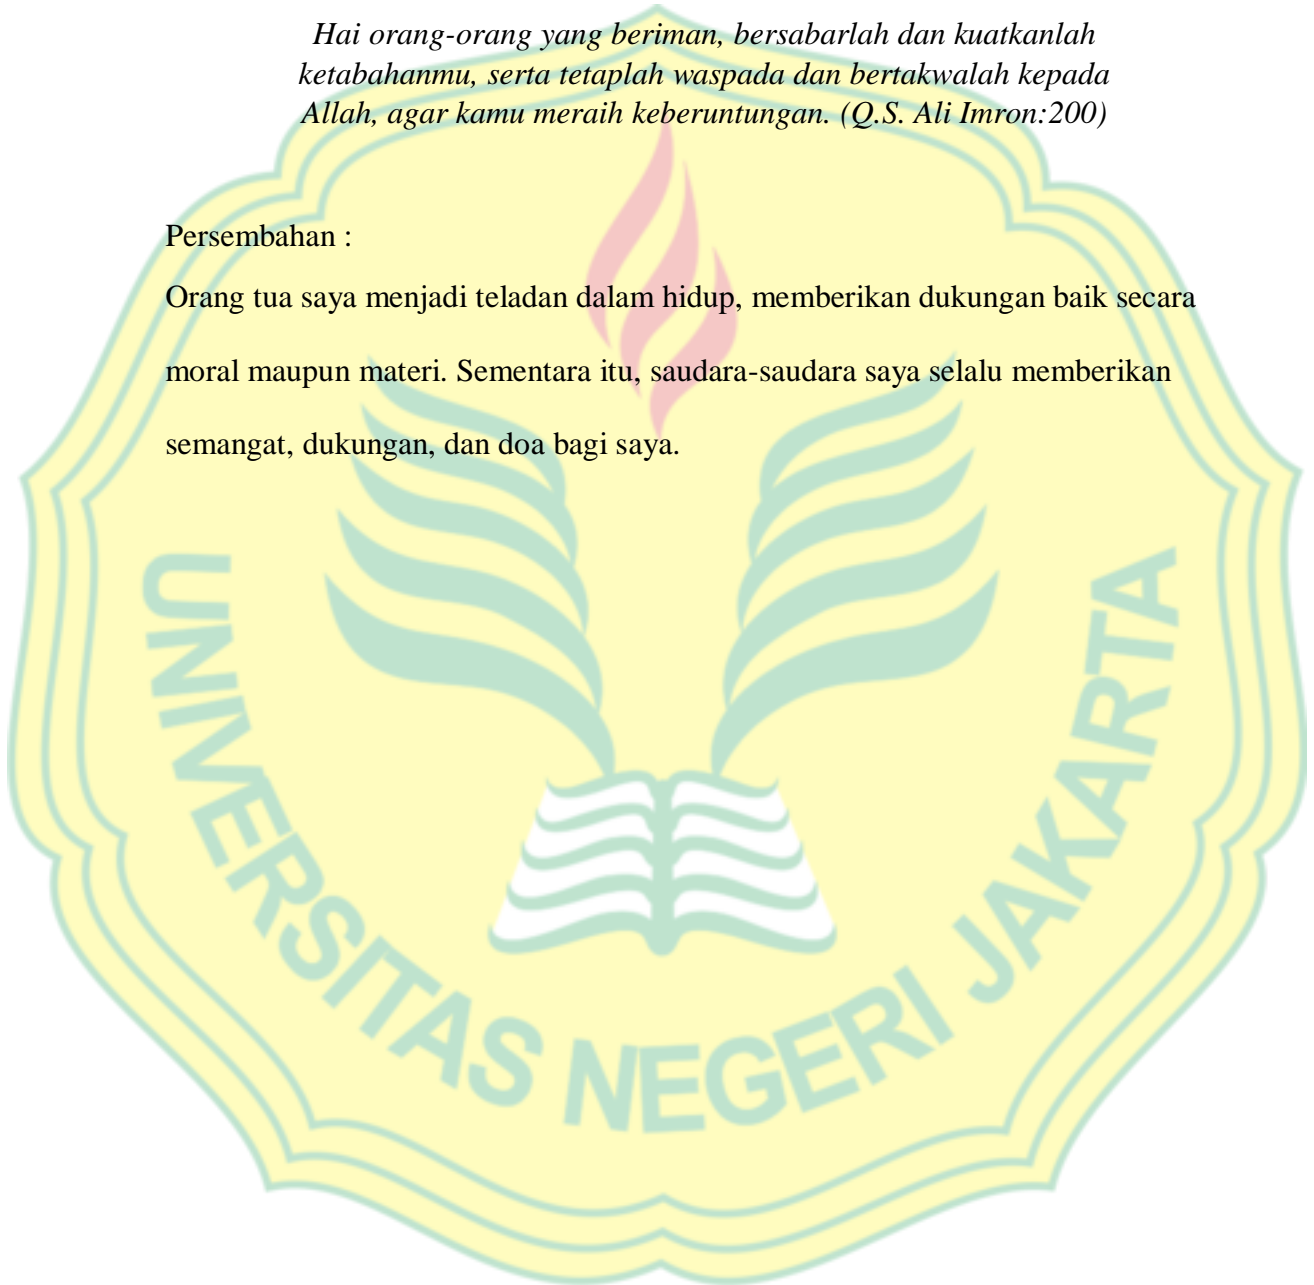 Hai orang-orang yang beriman, bersabarlah dan kuatkanlah
ketabahanmu, serta tetaplah waspada dan bertakwalah kepada
Allah, agar kamu meraih keberuntungan. (Q.S. Ali Imron:200)
Persembahan :
Orang tua saya menjadi teladan dalam hidup, memberikan dukungan baik secara
moral maupun materi. Sementara itu, saudara-saudara saya selalu memberikan
semangat, dukungan, dan doa bagi saya.
UNIVERSITAS NEGERI JAKARTA